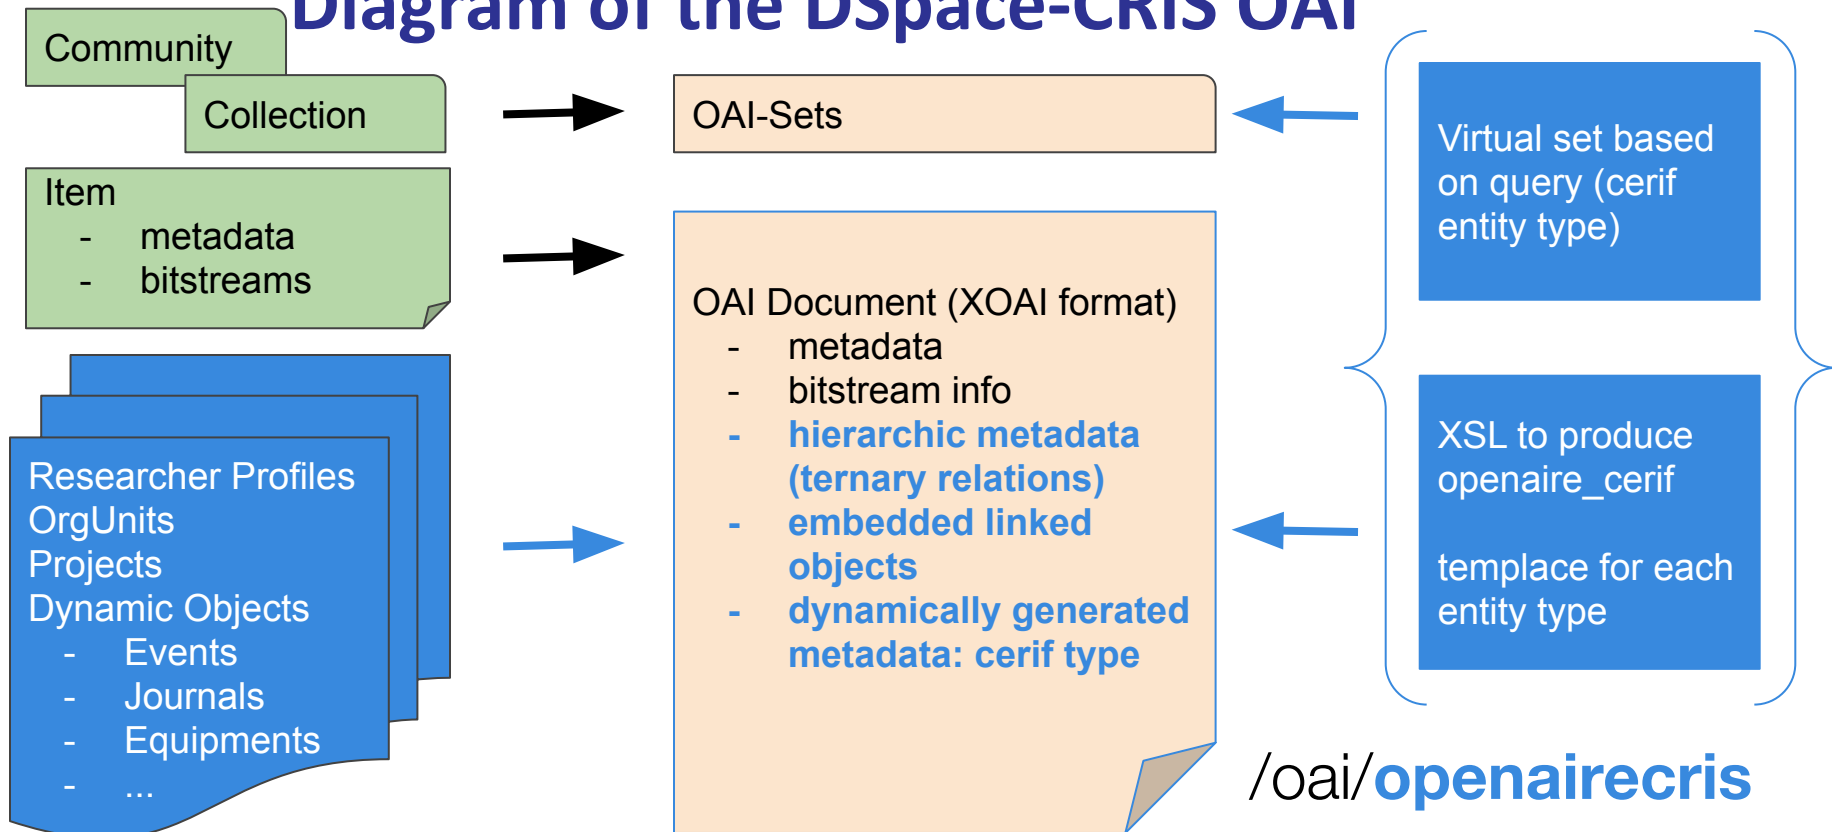 Diagram of the DSpace-CRIS OAI
Community
Collection
Item
- metadata
- bitstreams
Researcher Profiles
OrgUnits
Projects
Dynamic Objects
- Events
- Journals
- Equipments
- ...
OAI-Sets
OAI Document (XOAI format)
- metadata
- bitstream info
- hierarchic metadata
(ternary relations)
- embedded linked
objects
- dynamically generated
metadata: cerif type
Virtual set based
on query (cerif
entity type)
XSL to produce
openaire_cerif
templace for each
entity type
/oai/openairecris